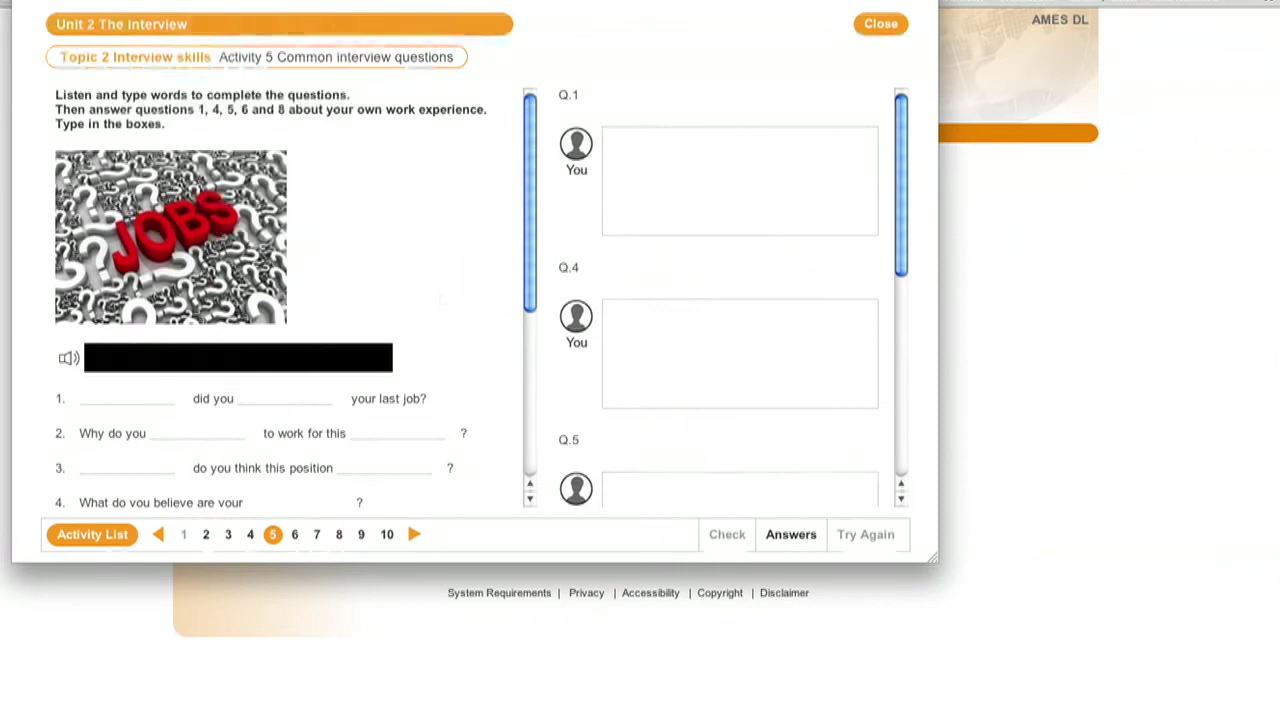 AMES DL
Unit 2 The Interview
Close
Topic 2 Interview skills Activity 5 Common interview questions
Listen and type words to complete the questions.
Then answer questions 1, 4, 5, 6 and 8 about your own work experience.
Type in the boxes.
JOBS
1. did you your last job?
2. Why do you to work for this ?
3. do you think this position ?
4. What do you believe are your ?
Q.1
You
Q.4
You
Q.5
Activity List 1 2 3 4 5 6 7 8 9 10 Check Answers Try Again
System Requirements | Privacy | Accessibility | Copyright | Disclaimer